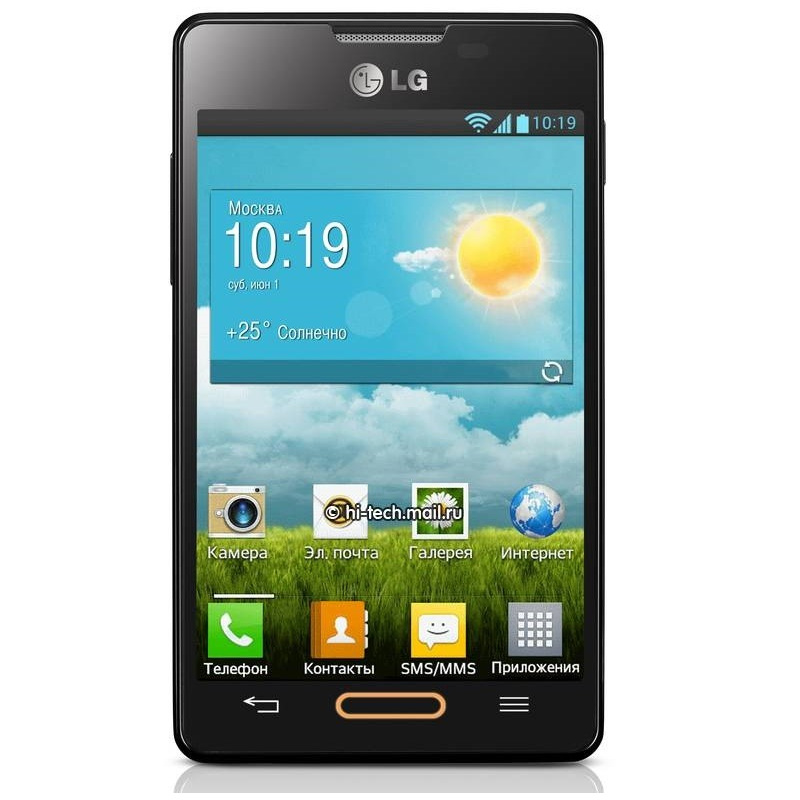 LG
10:19
Москва
10:19
суб, июн 1
+25° Солнечно
© hi-tech.mail.ru
Камера Эл. почта Галерея Интернет
Телефон Контакты SMS/MMS Приложения